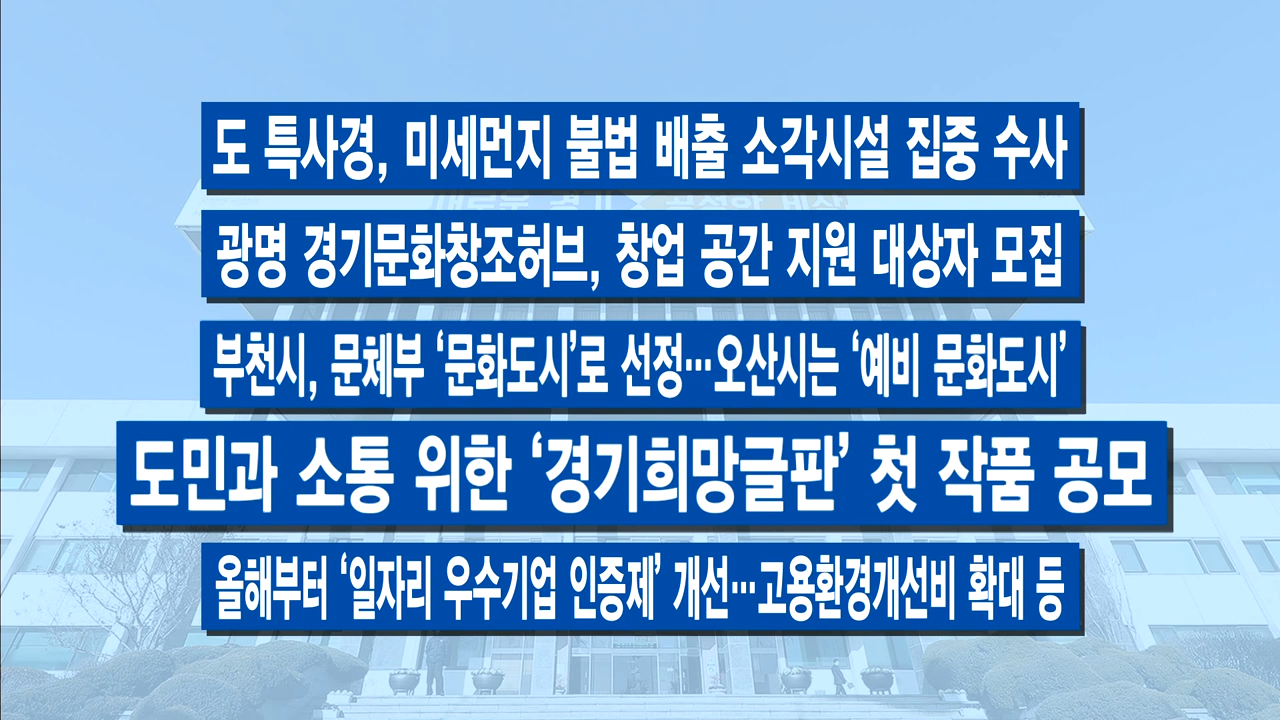 도 특사경, 미세먼지 불법 배출 소각시설 집중 수사
광명 경기문화창조허브, 창업 공간 지원 대상자 모집
부천시, 문체부 ‘문화도시’로 선정…오산시는 ‘예비 문화도시’
도민과 소통 위한 ‘경기희망글판’ 첫 작품 공모
올해부터 ‘일자리 우수기업 인증제’ 개선…고용환경개선비 확대 등